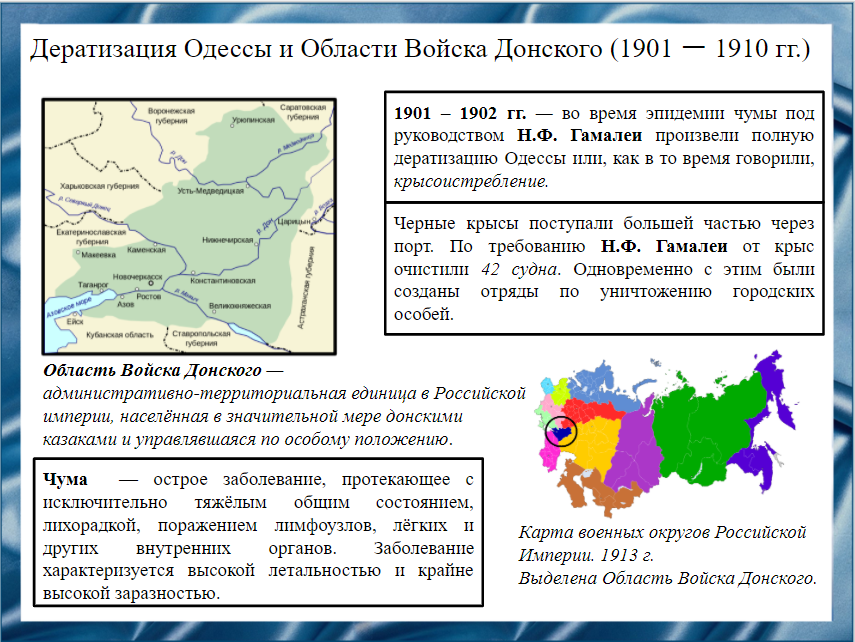 Дератизация Одессы и Области Войска Донского (1901 — 1910 гг.)
Воронежская
губерния
Саратовская
губерния
Урюпинская
р. Дон
р. Медведица
Харьковская губерния
Усть-Медведицкая
р. Северный Донец
Царицын
р. Дон
Екатеринославская
губерния
Нижнечирская
Каменская
Макеевка
Новочеркасск
Константиновская
Таганрог
Ростов
р. Маныч
Азов
Великокняжеская
Азовское море
Ейск
Кубанская область
Ставропольская
губерния
Астраханская губерния
1901 – 1902 гг. — во время эпидемии чумы под
руководством Н.Ф. Гамалеи произвели полную
дератизацию Одессы или, как в то время говорили,
крысоистребление.
Черные крысы поступали большей частью через
порт. По требованию Н.Ф. Гамалеи от крыс
очистили 42 судна. Одновременно с этим были
созданы отряды по уничтожению городских
особей.
Область Войска Донского —
административно-территориальная единица в Российской
империи, населённая в значительной мере донскими
казаками и управлявшаяся по особому положению.
Чума — острое заболевание, протекающее с
исключительно тяжёлым общим состоянием,
лихорадкой, поражением лимфоузлов, лёгких и
других внутренних органов. Заболевание
характеризуется высокой летальностью и крайне
высокой заразностью.
Карта военных округов Российской
Империи. 1913 г.
Выделена Область Войска Донского.